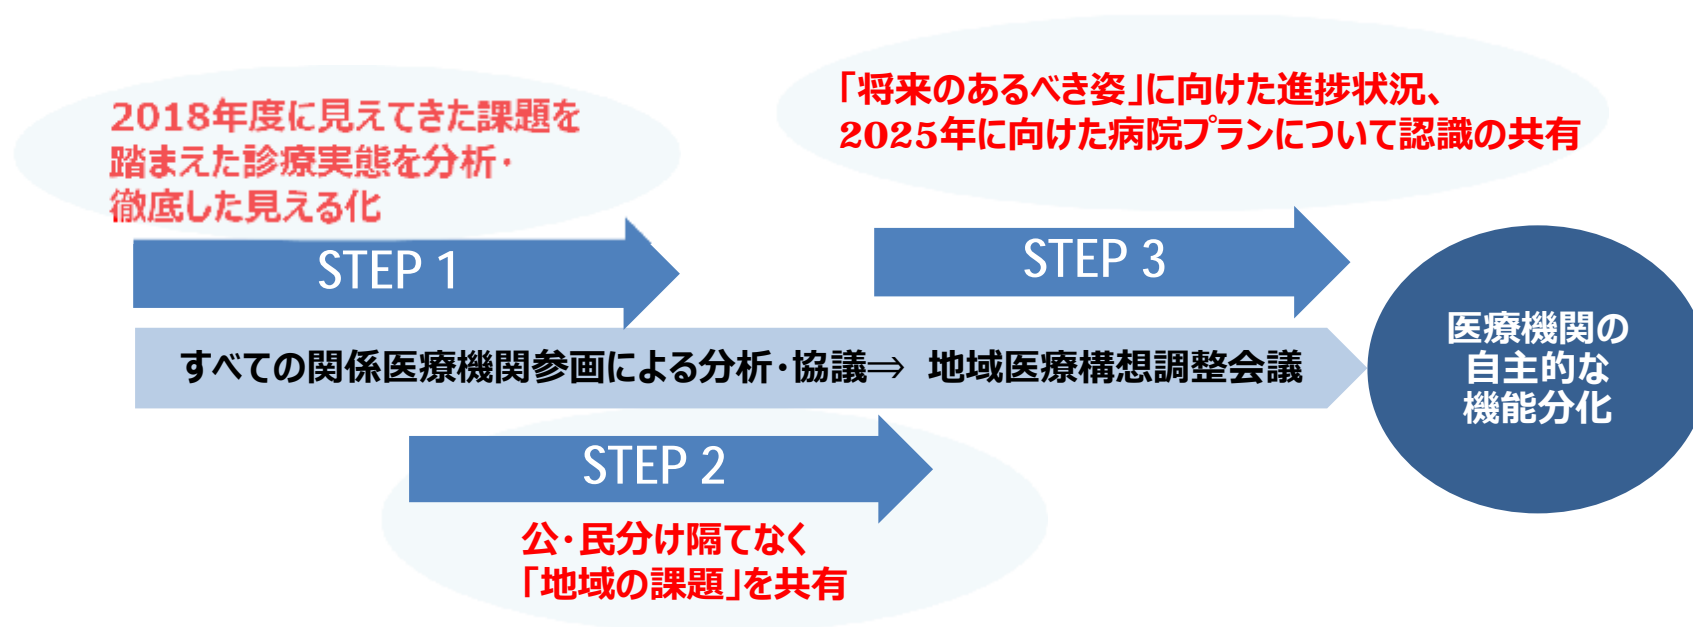 2018年度に見えてきた課題を
踏まえた診療実態を分析・
徹底した見える化
STEP 1
「将来のあるべき姿」に向けた進捗状況、
2025年に向けた病院プランについて認識の共有
STEP 3
すべての関係医療機関参画による分析・協議⇒ 地域医療構想調整会議
医療機関の
自主的な
機能分化
STEP 2
公・民分け隔てなく
「地域の課題」を共有